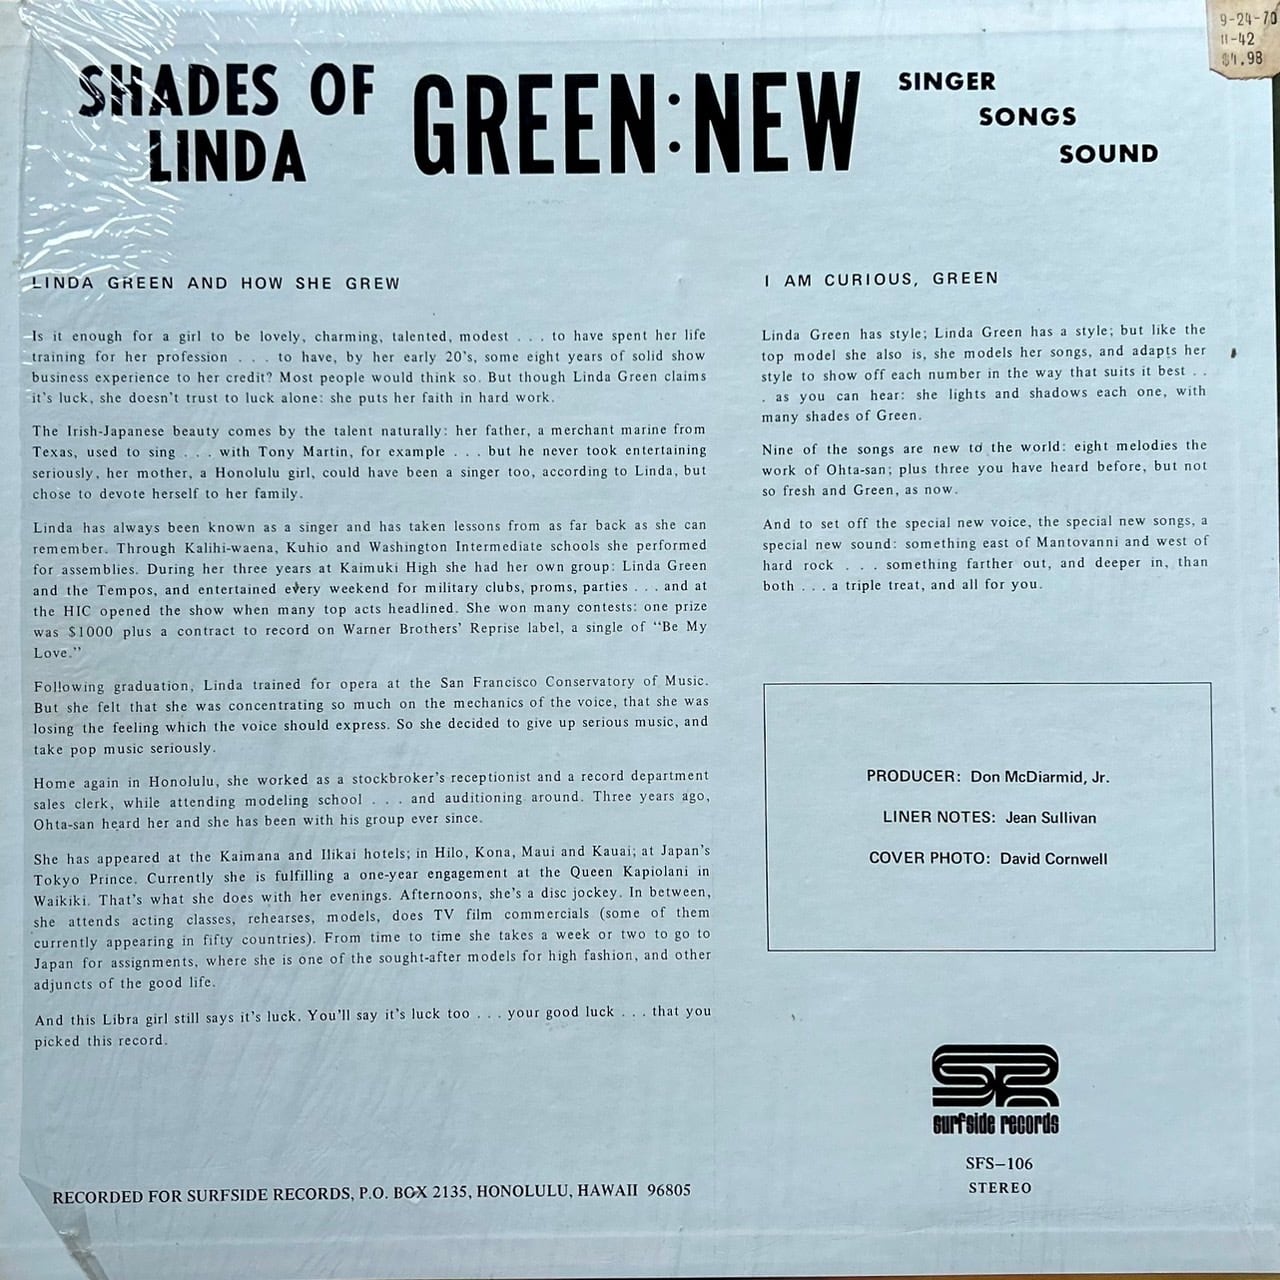 9-24-70
11-42
$4.98
SHADES OF
LINDA
GREEN:NEW
SINGER
SONGS
SOUND
LINDA GREEN AND HOW SHE GREW
Is it enough for a girl to be lovely, charming, talented, modest . . . to have spent her life
training for her profession . . . to have, by her early 20's, some eight years of solid show
business experience to her credit? Most people would think so. But though Linda Green claims
it's luck, she doesn't trust to luck alone: she puts her faith in hard work.
The Irish-Japanese beauty comes by the talent naturally: her father, a merchant marine from
Texas, used to sing . . . with Tony Martin, for example . . . but he never took entertaining
seriously, her mother, a Honolulu girl, could have been a singer too, according to Linda, but
chose to devote herself to her family.
Linda has always been known as a singer and has taken lessons from as far back as she can
remember. Through Kalihi-waena, Kuhio and Washington Intermediate schools she performed
for assemblies. During her three years at Kaimuki High she had her own group: Linda Green
and the Tempos, and entertained every weekend for military clubs, proms, parties . . . and at
the HIC opened the show when many top acts headlined. She won many contests: one prize
was $1000 plus a contract to record on Warner Brothers' Reprise label, a single of "Be My
Love."
Following graduation, Linda trained for opera at the San Francisco Conservatory of Music.
But she felt that she was concentrating so much on the mechanics of the voice, that she was
losing the feeling which the voice should express. So she decided to give up serious music, and
take pop music seriously.
Home again in Honolulu, she worked as a stockbroker's receptionist and a record department
sales clerk, while attending modeling school . . . and auditioning around. Three years ago,
Ohta-san heard her and she has been with his group ever since.
She has appeared at the Kaimana and Ilikai hotels; in Hilo, Kona, Maui and Kauai; at Japan's
Tokyo Prince. Currently she is fulfilling a one-year engagement at the Queen Kapiolani in
Waikiki. That's what she does with her evenings. Afternoons, she's a disc jockey. In between,
she attends acting classes, rehearses, models, does TV film commercials (some of them
currently appearing in fifty countries). From time to time she takes a week or two to go to
Japan for assignments, where she is one of the sought-after models for high fashion, and other
adjuncts of the good life.
And this Libra girl still says it's luck. You'll say it's luck too . . . your good luck . . . that you
picked this record.
I AM CURIOUS, GREEN
Linda Green has style; Linda Green has a style; but like the
top model she also is, she models her songs, and adapts her
style to show off each number in the way that suits it best . .
. as you can hear: she lights and shadows each one, with
many shades of Green.
Nine of the songs are new to the world: eight melodies the
work of Ohta-san; plus three you have heard before, but not
so fresh and Green, as now.
And to set off the special new voice, the special new songs, a
special new sound: something east of Mantovanni and west of
hard rock . . . something farther out, and deeper in, than
both . . . a triple treat, and all for you.
PRODUCER: Don McDiarmid, Jr.
LINER NOTES: Jean Sullivan
COVER PHOTO: David Cornwell
SR
surfside records
SFS–106
STEREO
RECORDED FOR SURFSIDE RECORDS, P.O. BOX 2135, HONOLULU, HAWAII 96805